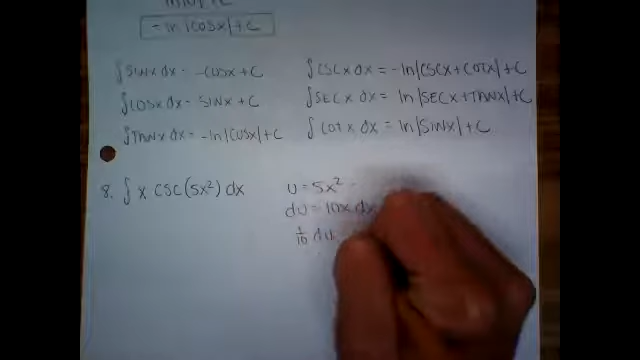 = -ln|cosx|+C
∫sinx dx = -cosx+C
∫cscx dx = -ln|cscx+cotx|+C
∫cosx dx = sinx+C
∫secx dx = ln|secx+tanx|+C
∫tanx dx = -ln|cosx|+C
∫cotx dx = ln|sinx|+C
8. ∫x csc(5x²)dx
u=5x²
du=10x dx
1/10 du